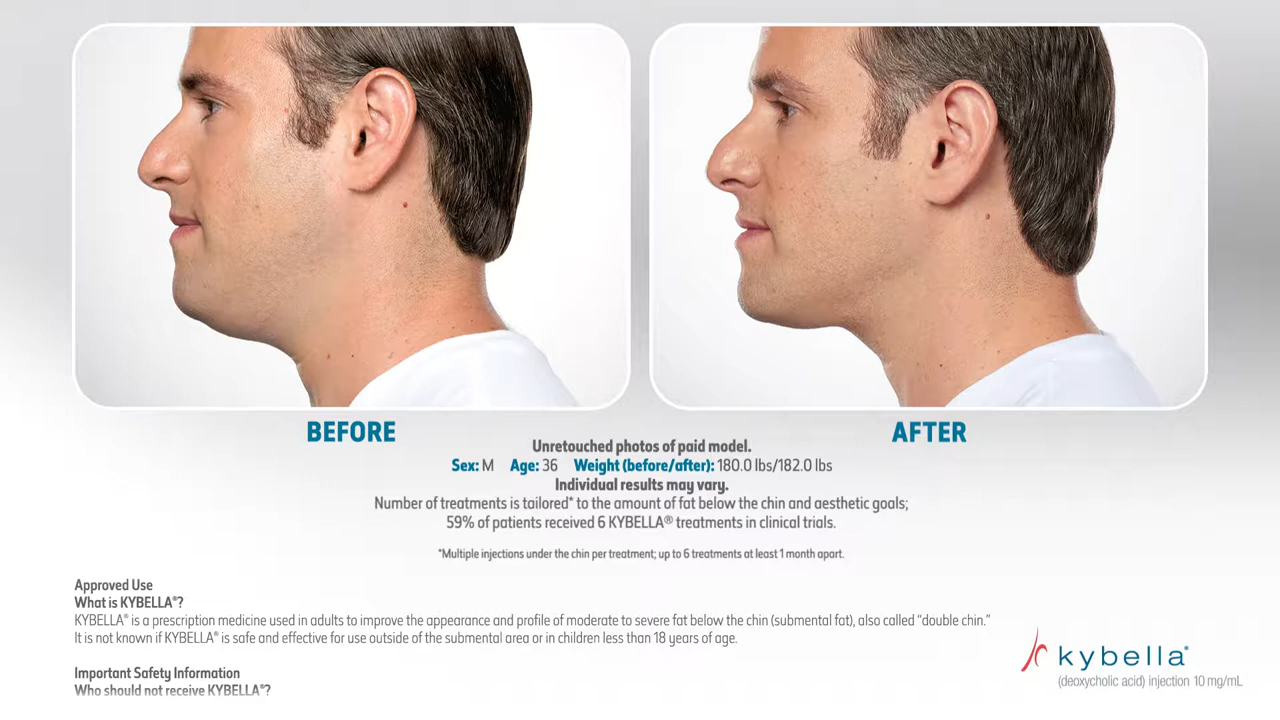 BEFORE
AFTER
Unretouched photos of paid model.
Sex: M Age: 36 Weight (before/after): 180.0 lbs/182.0 lbs
Individual results may vary.
Number of treatments is tailored* to the amount of fat below the chin and aesthetic goals;
59% of patients received 6 KYBELLA® treatments in clinical trials.
*Multiple injections under the chin per treatment; up to 6 treatments at least 1 month apart.
Approved Use
What is KYBELLA®?
KYBELLA® is a prescription medicine used in adults to improve the appearance and profile of moderate to severe fat below the chin (submental fat), also called “double chin.”
It is not known if KYBELLA® is safe and effective for use outside of the submental area or in children less than 18 years of age.
Important Safety Information
Who should not receive KYBELLA®?
kybella®
(deoxycholic acid) injection 10 mg/mL